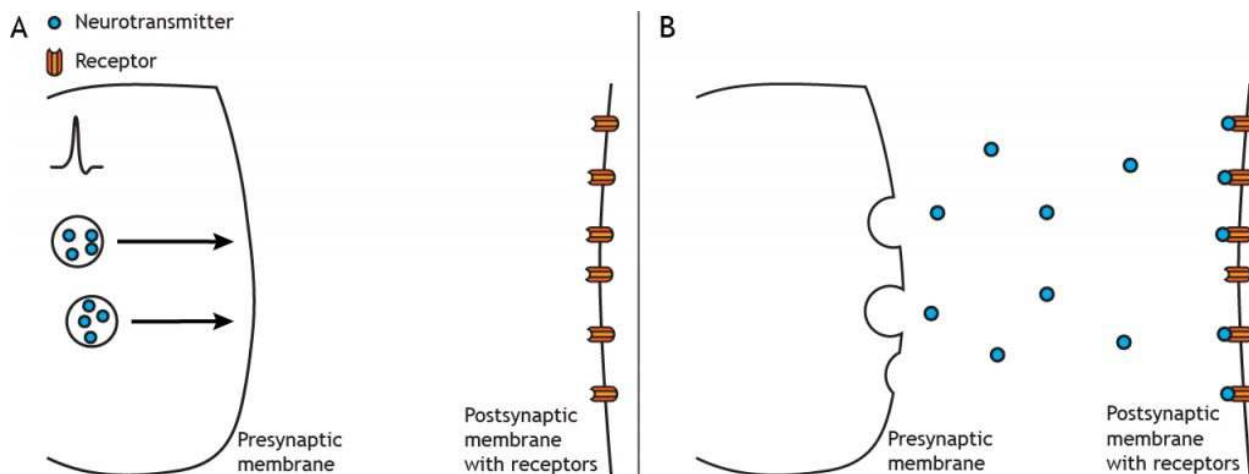 A
Neurotransmitter
Receptor
Presynaptic
membrane
Postsynaptic
membrane
with receptors
B
Presynaptic
membrane
Postsynaptic
membrane
with receptors